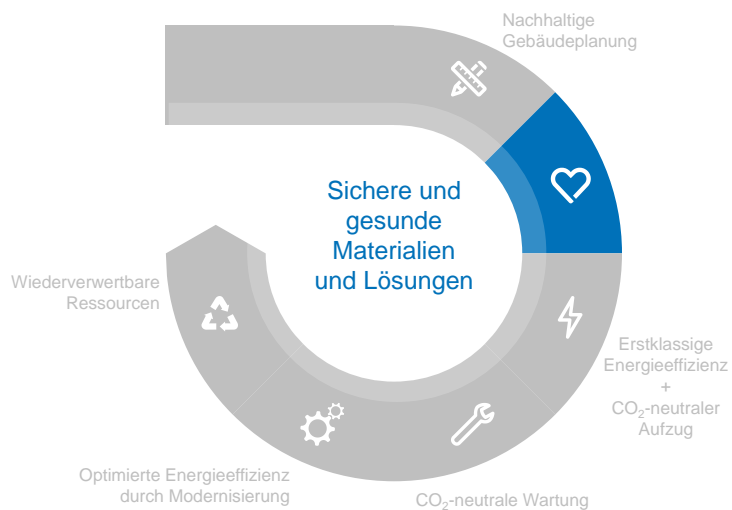 Nachhaltige
Gebäudeplanung
Sichere und
gesunde
Materialien
und Lösungen
Erstklassige
Energieeffizienz
+
CO₂-neutraler
Aufzug
CO₂-neutrale Wartung
Optimierte Energieeffizienz
durch Modernisierung
Wiederverwertbare
Ressourcen